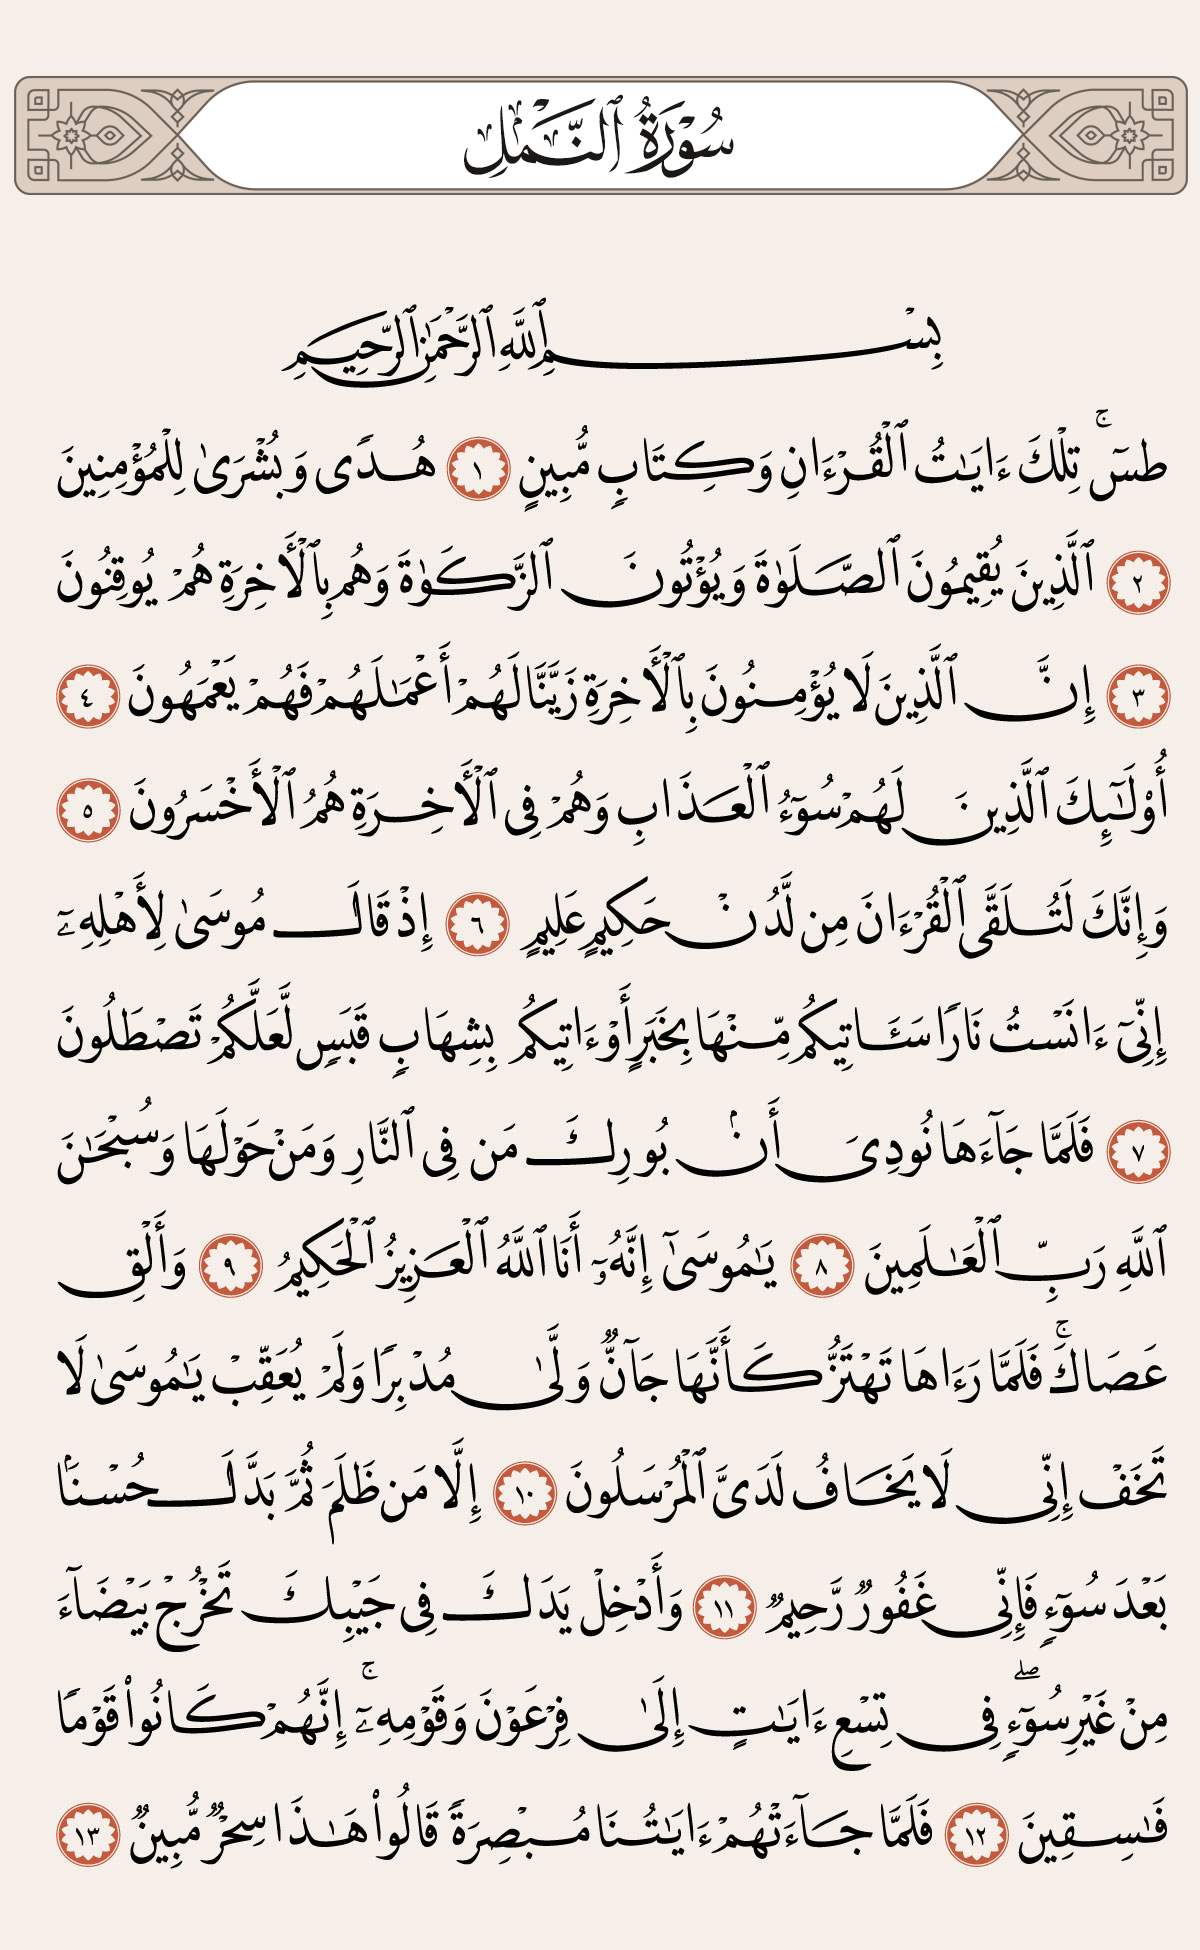 سُورَةُ ٱلنَّمْلِ
بِسْمِ ٱللَّهِ ٱلرَّحْمَٰنِ ٱلرَّحِيمِ
طسٓۚ تِلْكَ ءَايَٰتُ ٱلْقُرْءَانِ وَكِتَابٍ مُّبِينٍ ١ هُدًى وَبُشْرَىٰ لِلْمُؤْمِنِينَ
٢ ٱلَّذِينَ يُقِيمُونَ ٱلصَّلَوٰةَ وَيُؤْتُونَ ٱلزَّكَوٰةَ وَهُم بِٱلْأَخِرَةِ هُمْ يُوقِنُونَ
٣ إِنَّ ٱلَّذِينَ لَا يُؤْمِنُونَ بِٱلْأَخِرَةِ زَيَّنَّا لَهُمْ أَعْمَٰلَهُمْ فَهُمْ يَعْمَهُونَ ٤
أُوْلَٰٓئِكَ ٱلَّذِينَ لَهُمْ سُوٓءُ ٱلْعَذَابِ وَهُمْ فِى ٱلْأَخِرَةِ هُمُ ٱلْأَخْسَرُونَ ٥
وَإِنَّكَ لَتُلَقَّى ٱلْقُرْءَانَ مِن لَّدُنْ حَكِيمٍ عَلِيمٍ ٦ إِذْ قَالَ مُوسَىٰ لِأَهْلِهِۦٓ
إِنِّىٓ ءَانَسْتُ نَارًا سَـَٔاتِيكُم مِّنْهَا بِخَبَرٍ أَوْ ءَاتِيكُم بِشِهَابٍ قَبَسٍ لَّعَلَّكُمْ تَصْطَلُونَ
٧ فَلَمَّا جَآءَهَا نُودِىَ أَنۢ بُورِكَ مَن فِى ٱلنَّارِ وَمَنْ حَوْلَهَا وَسُبْحَٰنَ
ٱللَّهِ رَبِّ ٱلْعَٰلَمِينَ ٨ يَٰمُوسَىٰٓ إِنَّهُۥٓ أَنَا ٱللَّهُ ٱلْعَزِيزُ ٱلْحَكِيمُ ٩ وَأَلْقِ
عَصَاكَۚ فَلَمَّا رَءَاهَا تَهْتَزُّ كَأَنَّهَا جَآنٌّ وَلَّىٰ مُدْبِرًا وَلَمْ يُعَقِّبْ يَٰمُوسَىٰ لَا
تَخَفْ إِنِّى لَا يَخَافُ لَدَىَّ ٱلْمُرْسَلُونَ ١٠ إِلَّا مَن ظَلَمَ ثُمَّ بَدَّلَ حُسْنَۢا
بَعْدَ سُوٓءٍ فَإِنِّى غَفُورٌ رَّحِيمٌ ١١ وَأَدْخِلْ يَدَكَ فِى جَيْبِكَ تَخْرُجْ بَيْضَآءَ
مِنْ غَيْرِ سُوٓءٍۖ فِى تِسْعِ ءَايَٰتٍ إِلَىٰ فِرْعَوْنَ وَقَوْمِهِۦٓۚ إِنَّهُمْ كَانُوا۟ قَوْمًا
فَٰسِقِينَ ١٢ فَلَمَّا جَآءَتْهُمْ ءَايَٰتُنَا مُبْصِرَةً قَالُوا۟ هَٰذَا سِحْرٌ مُّبِينٌ ١٣